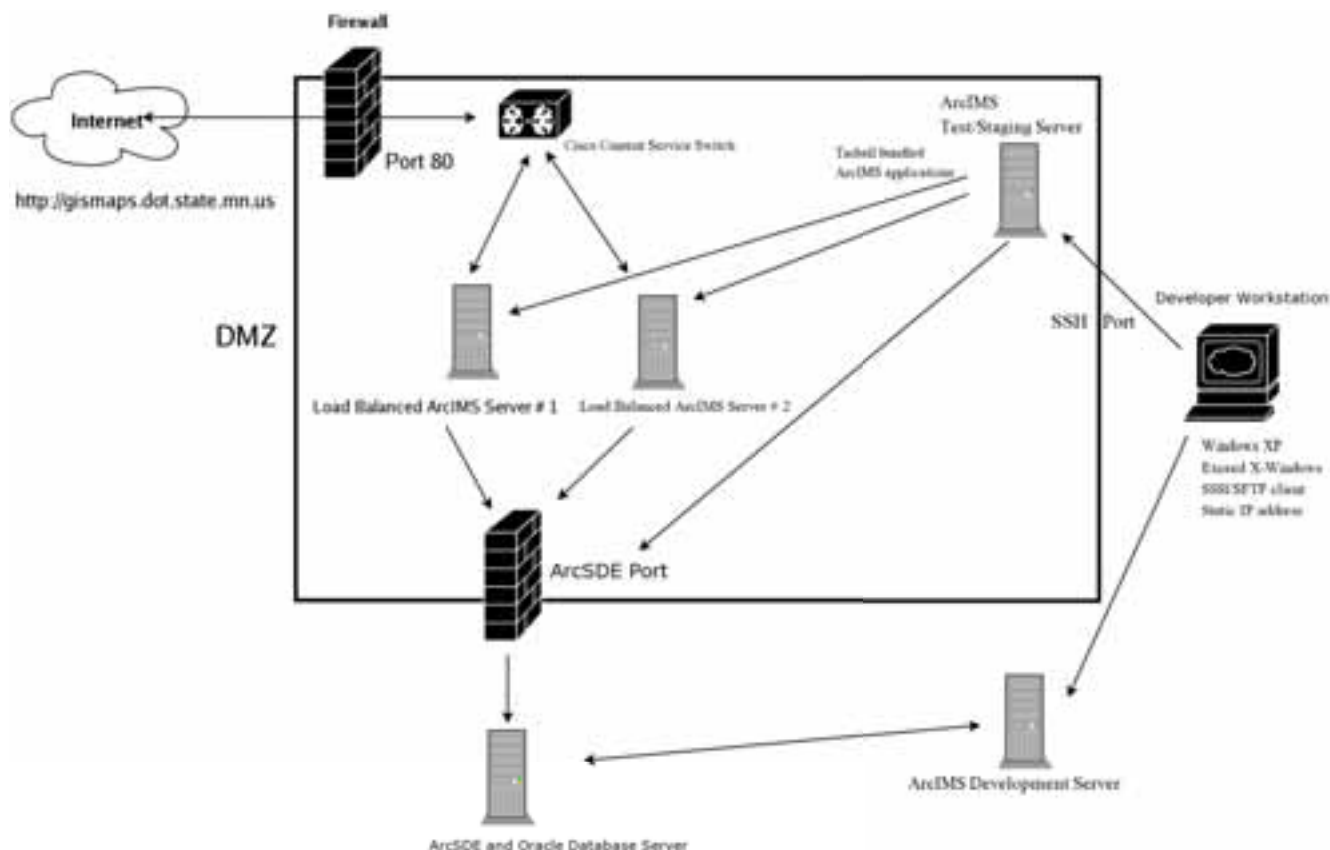 Firewall
Internet
Port 80
http://gismaps.dot.state.mn.us
Cisco Content Service Switch
ArcIMS
Test/Staging Server
Tarball bundled
ArcIMS applications
DMZ
SSH Port
Developer Workstation
Load Balanced ArcIMS Server # 1
Load Balanced ArcIMS Server # 2
Windows XP
X-Windows
SSH/SFTP client
Static IP address
ArcSDE Port
ArcIMS Development Server
ArcSDE and Oracle Database Server